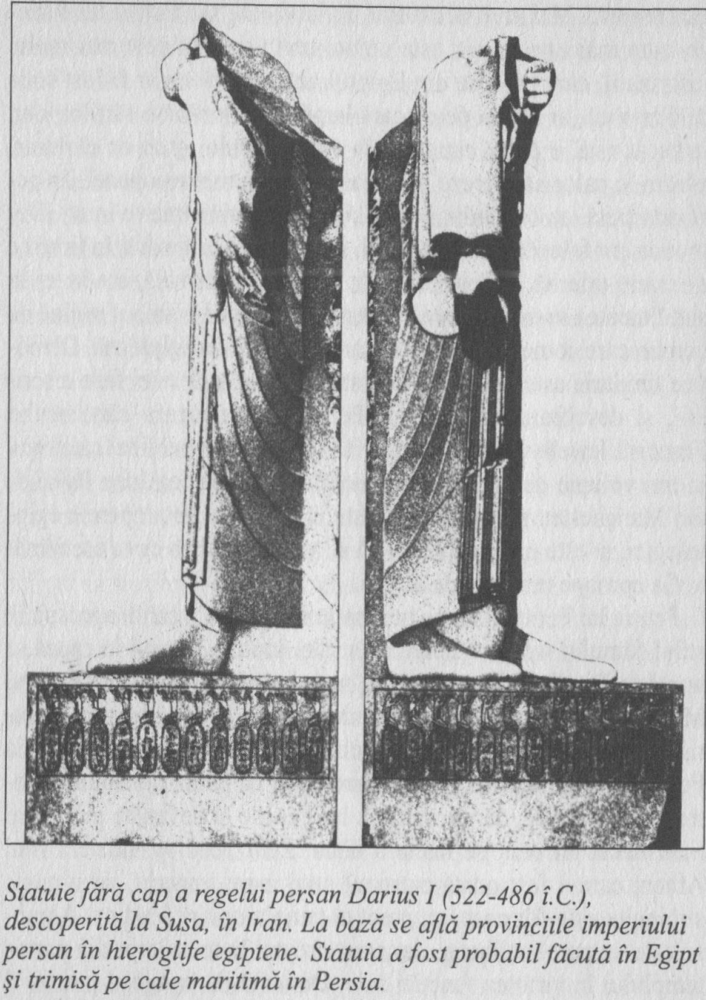 Statuie fără cap a regelui persan Darius I (522-486 î.C.),
descoperită la Susa, în Iran. La bază se află provinciile imperiului
persan în hieroglife egiptene. Statuia a fost probabil făcută în Egipt
şi trimisă pe cale maritimă în Persia.